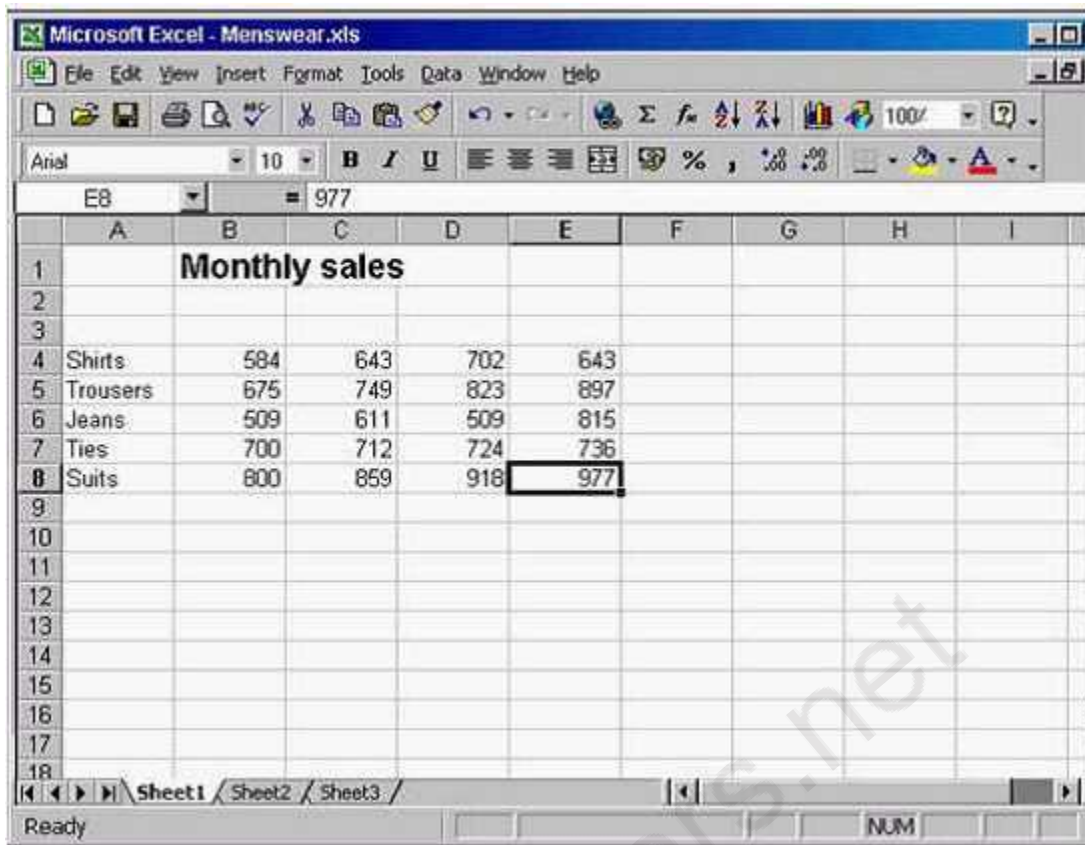 Microsoft Excel - Menswear.xls
File Edit View Insert Format Tools Data Window Help
100%
Arial 10 B I U % ,
E8 = 977
A B C D E F G H I
1 Monthly sales
2
3
4 Shirts 584 643 702 643
5 Trousers 675 749 823 897
6 Jeans 509 611 509 815
7 Ties 700 712 724 736
8 Suits 800 859 918 977
9
10
11
12
13
14
15
16
17
18
Sheet1 Sheet2 Sheet3
Ready NUM